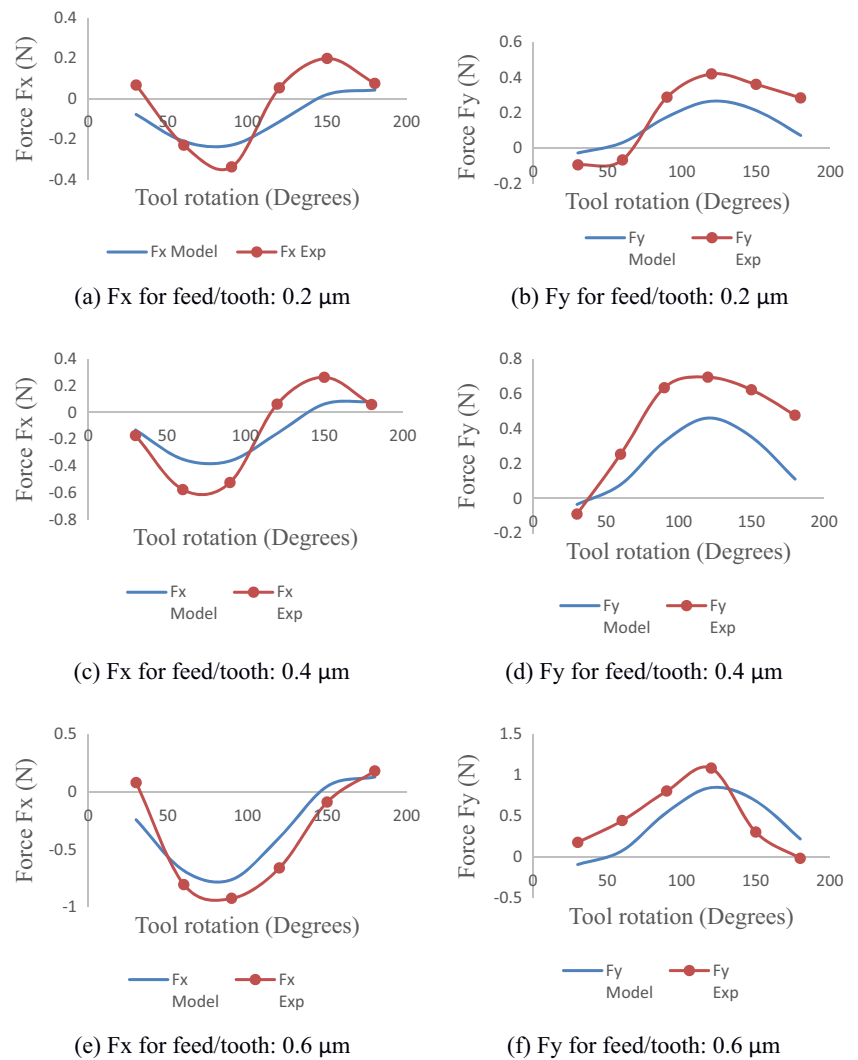 0.4
0.2
0
-0.2
-0.4
0 50 100 150 200
Force Fx (N)
Tool rotation (Degrees)
Fx Model Fx Exp
(a) Fx for feed/tooth: 0.2 μm
0.6
0.4
0.2
0
-0.2
0 50 100 150 200
Force Fy (N)
Tool rotation (Degrees)
Fy Fy
Model Exp
(b) Fy for feed/tooth: 0.2 μm
0.4
0.2
0
-0.2
-0.4
-0.6
-0.8
0 50 100 150 200
Force Fx (N)
Tool rotation (Degrees)
Fx Fx
Model Exp
(c) Fx for feed/tooth: 0.4 μm
0.8
0.6
0.4
0.2
0
-0.2
0 50 100 150 200
Force Fy (N)
Tool rotation (Degrees)
Fy Fy
Model Exp
(d) Fy for feed/tooth: 0.4 μm
0.5
0
-0.5
-1
0 50 100 150 200
Force Fx (N)
Tool rotation (Degrees)
Fx Fx
Model Exp
(e) Fx for feed/tooth: 0.6 μm
1.5
1
0.5
0
-0.5
0 50 100 150 200
Force Fy (N)
Tool rotation (Degrees)
Fy Fy
Model Exp
(f) Fy for feed/tooth: 0.6 μm